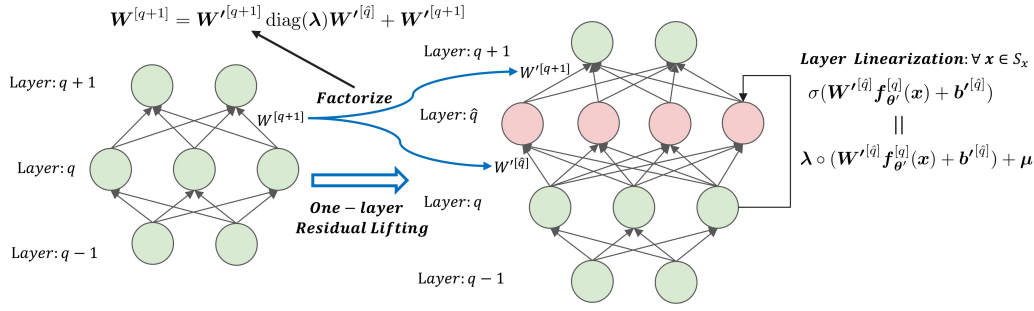 W^{[q+1]} = W'^{[q+1]} diag(λ)W'^{[q̂]} + W'^{[q+1]}
Layer: q + 1
W^{[q+1]}
Layer: q
Layer: q − 1
Factorize
One − layer
Residual Lifting
Layer: q + 1
W'^{[q+1]}
Layer: q̂
W'^{[q̂]}
Layer: q
Layer: q − 1
Layer Linearization: ∀ x ∈ S_x
σ(W'^{[q̂]} f_{θ'}^{[q]}(x) + b'^{[q̂]})
||
λ ∘ (W'^{[q̂]} f_{θ'}^{[q]}(x) + b'^{[q̂]}) + μ